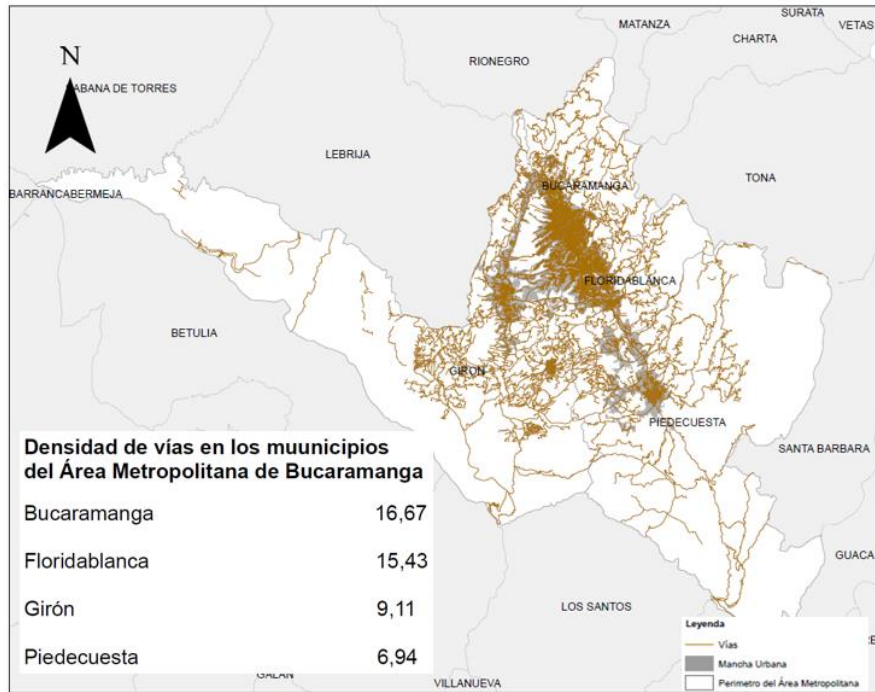 SURATA
MATANZA
VETAS
CHARTA
N
RIONEGRO
SABANA DE TORRES
LEBRIJA
TONA
BARRANCABERMEJA
BUCARAMANGA
FLORIDABLANCA
BETULIA
GIRON
PIEDECUESTA
Densidad de vías en los muunicipios
del Área Metropolitana de Bucaramanga
SANTA BARBARA
Bucaramanga 16,67
Floridablanca 15,43
GUACA
Girón 9,11
LOS SANTOS
Leyenda
Vías
Piedecuesta 6,94
Mancha Urbana
GALAN
VILLANUEVA
Perimetro del Área Metropolitana